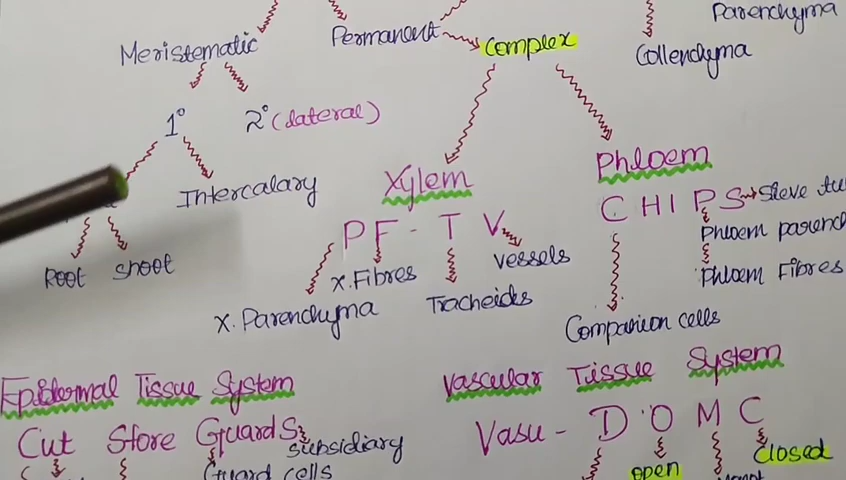 Parenchyma
Meristematic
Permanent
Complex
Collenchyma
1°
2° (lateral)
Intercalary
Xylem
Phloem
PF - T V
CHIPS
Sieve
Root
Shoot
X. Fibres
Vessels
Phloem
X. Parenchyma
Tracheids
Phloem Fibres
Companion cells
Epidermal Tissue System
Vascular Tissue System
Cut Store Guards
Subsidiary
Guard cells
Vasu - D O M C
open
Closed